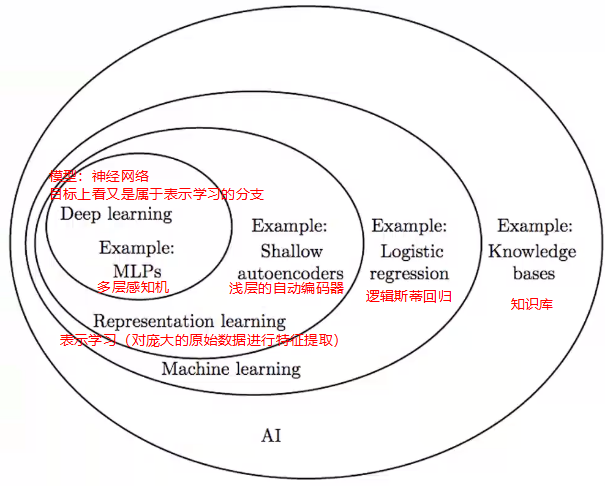 模型：神经网络
目标上看又是属于表示学习的分支
Deep learning
Example:
MLPs
多层感知机
Example:
Shallow
autoencoders
浅层的自动编码器
Example:
Logistic
regression
逻辑斯蒂回归
Example:
Knowledge
bases
知识库
Representation learning
表示学习（对庞大的原始数据进行特征提取）
Machine learning
AI